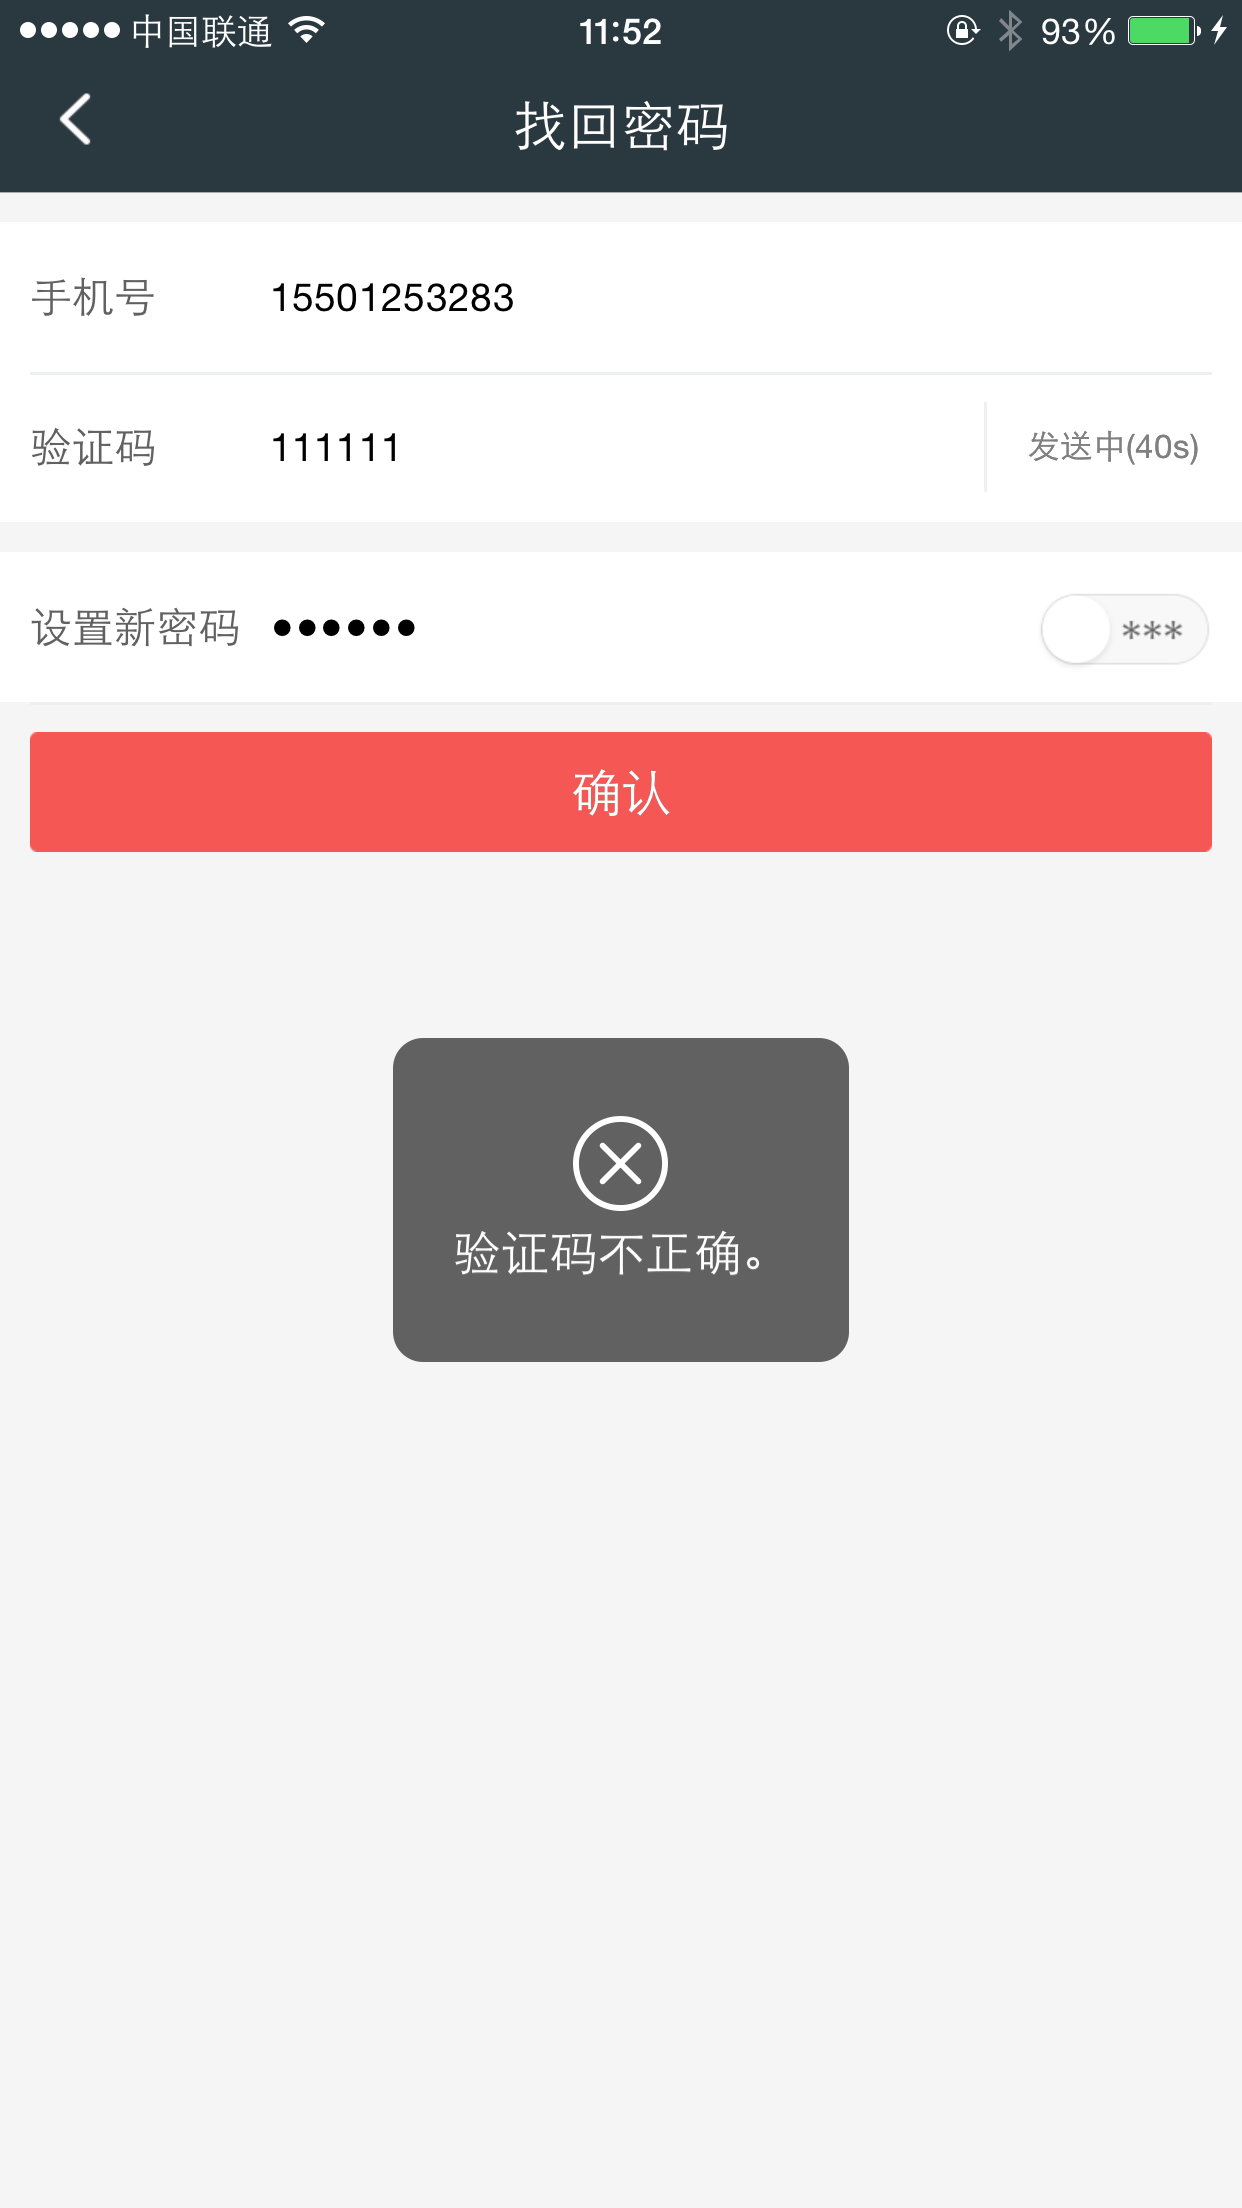 中国联通 11:52 93%
找回密码
手机号 15501253283
验证码 111111 发送中(40s)
设置新密码 •••••• ***
确认
验证码不正确。